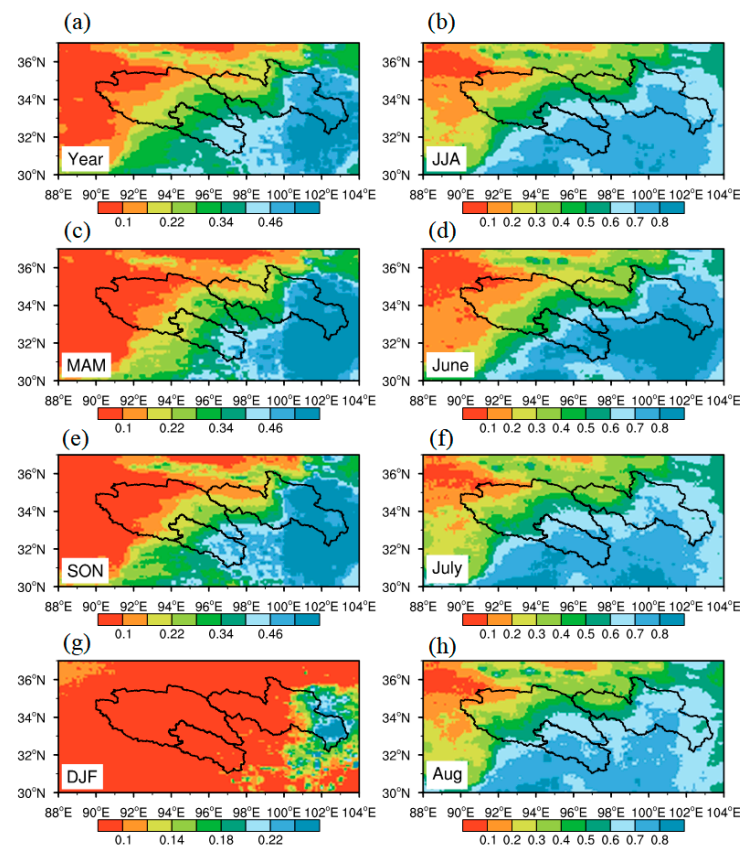 (a) (b)
36°N 36°N
34°N 34°N
32°N 32°N
Year JJA
30°N 30°N
88°E 90°E 92°E 94°E 96°E 98°E 100°E 102°E 104°E 88°E 90°E 92°E 94°E 96°E 98°E 100°E 102°E 104°E
0.1 0.22 0.34 0.46 0.1 0.2 0.3 0.4 0.5 0.6 0.7 0.8
(c) (d)
36°N 36°N
34°N 34°N
32°N 32°N
MAM June
30°N 30°N
88°E 90°E 92°E 94°E 96°E 98°E 100°E 102°E 104°E 88°E 90°E 92°E 94°E 96°E 98°E 100°E 102°E 104°E
0.1 0.22 0.34 0.46 0.1 0.2 0.3 0.4 0.5 0.6 0.7 0.8
(e) (f)
36°N 36°N
34°N 34°N
32°N 32°N
SON July
30°N 30°N
88°E 90°E 92°E 94°E 96°E 98°E 100°E 102°E 104°E 88°E 90°E 92°E 94°E 96°E 98°E 100°E 102°E 104°E
0.1 0.22 0.34 0.46 0.1 0.2 0.3 0.4 0.5 0.6 0.7 0.8
(g) (h)
36°N 36°N
34°N 34°N
32°N 32°N
DJF Aug
30°N 30°N
88°E 90°E 92°E 94°E 96°E 98°E 100°E 102°E 104°E 88°E 90°E 92°E 94°E 96°E 98°E 100°E 102°E 104°E
0.1 0.14 0.18 0.22 0.1 0.2 0.3 0.4 0.5 0.6 0.7 0.8